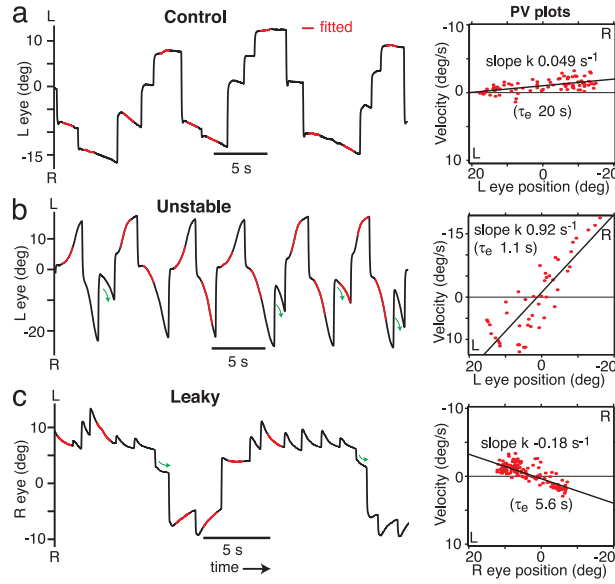 a
Control
fitted
L
L eye (deg)
10
0
-15
R
5 s
PV plots
R
Velocity (deg/s)
-10
0
10
slope k 0.049 s-1
(τe 20 s)
L
20
0
-20
L eye position (deg)
b
Unstable
L
L eye (deg)
10
0
-10
-20
R
5 s
R
Velocity (deg/s)
-15
0
10
slope k 0.92 s-1
(τe 1.1 s)
L
20
0
-20
L eye position (deg)
c
Leaky
L
R eye (deg)
10
0
-10
R
5 s
time
R
Velocity (deg/s)
-10
0
10
slope k -0.18 s-1
(τe 5.6 s)
L
20
0
-20
R eye position (deg)